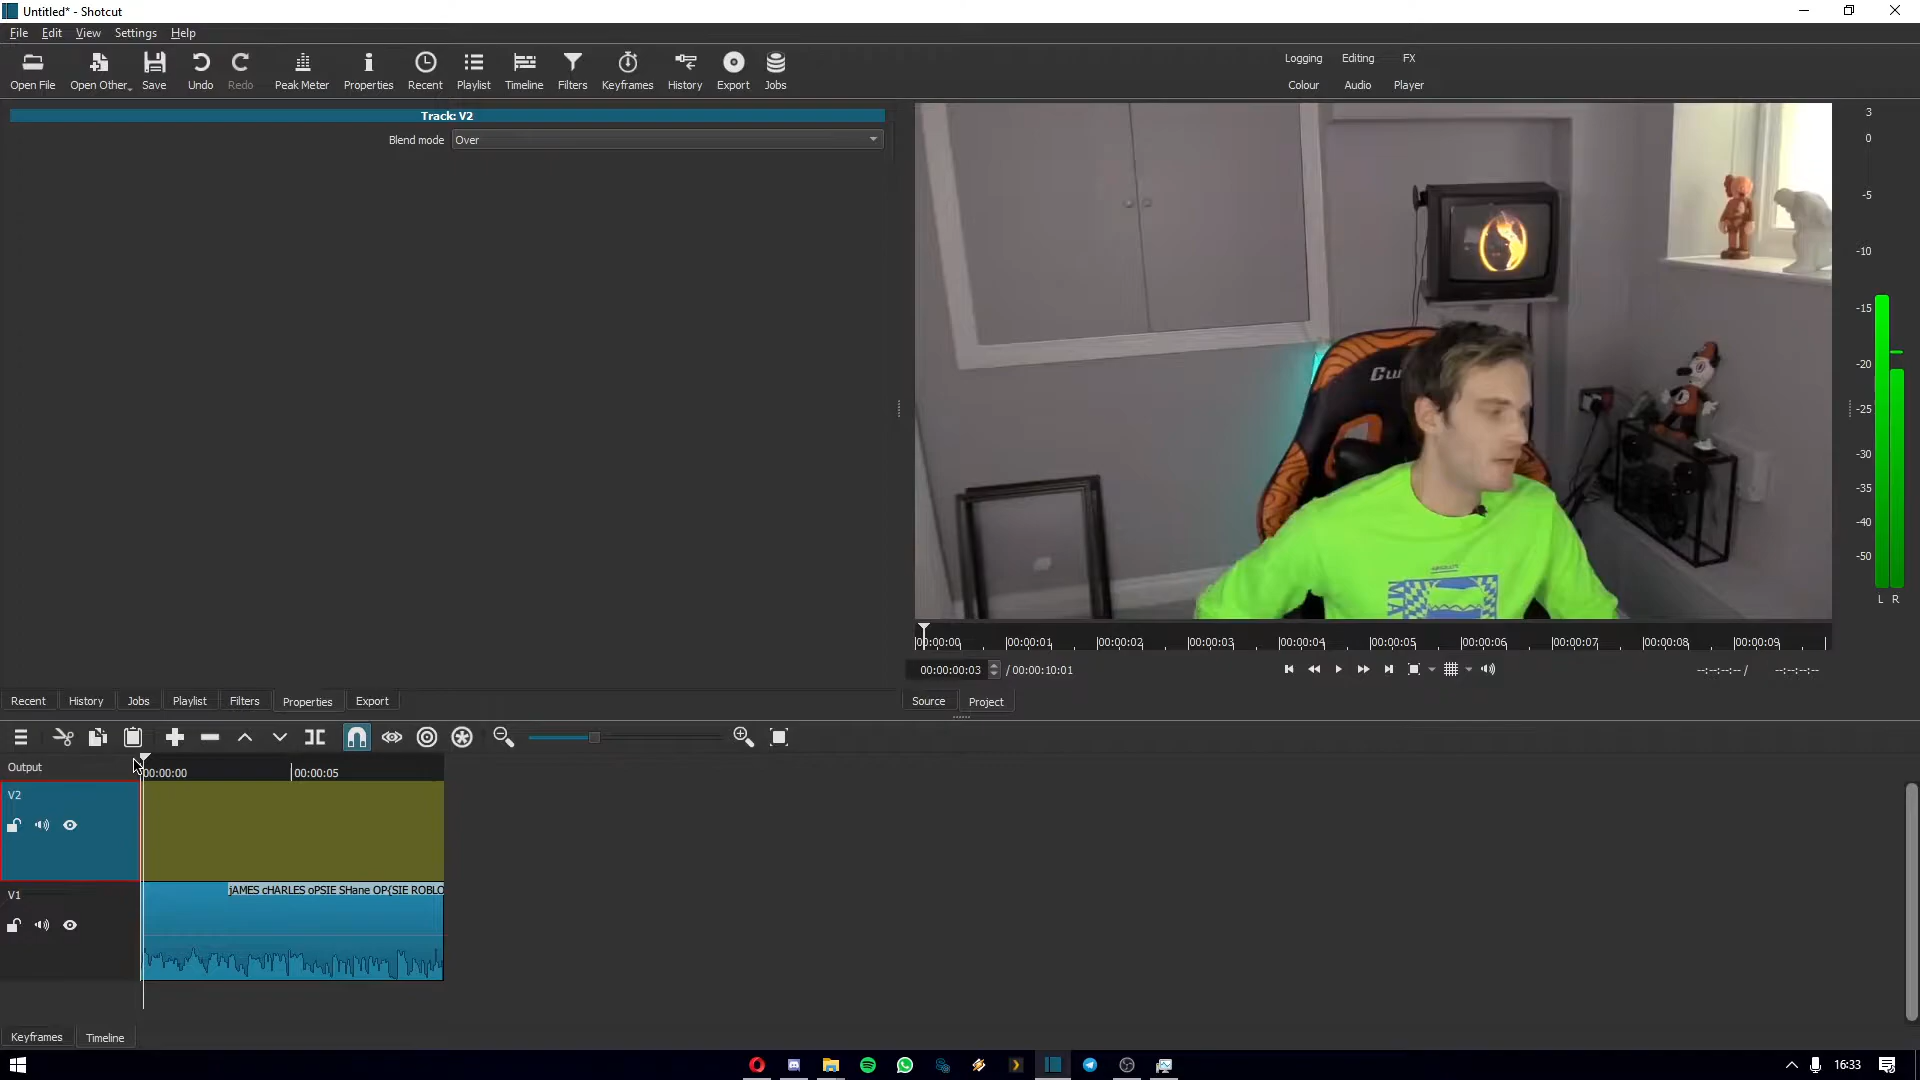 Untitled* - Shotcut
File Edit View Settings Help
Open File Open Other Save Undo Redo Peak Meter Properties Recent Playlist Timeline Filters Keyframes History Export Jobs
Logging Editing FX
Colour Audio Player
Track: V2
Blend mode Over
3
0
-5
-10
-15
-20
-25
-30
-35
-40
-50
L R
00:00:00 00:00:01 00:00:02 00:00:03 00:00:04 00:00:05 00:00:06 00:00:07 00:00:08 00:00:09
00:00:00:03 / 00:00:10:01 --:--:--:-- / --:--:--:--
Recent History Jobs Playlist Filters Properties Export
Source Project
Output
00:00:00 00:00:05
V2
V1
jAMES cHARLES oPSIE SHane OP{SIE ROBLO
Keyframes Timeline
16:33